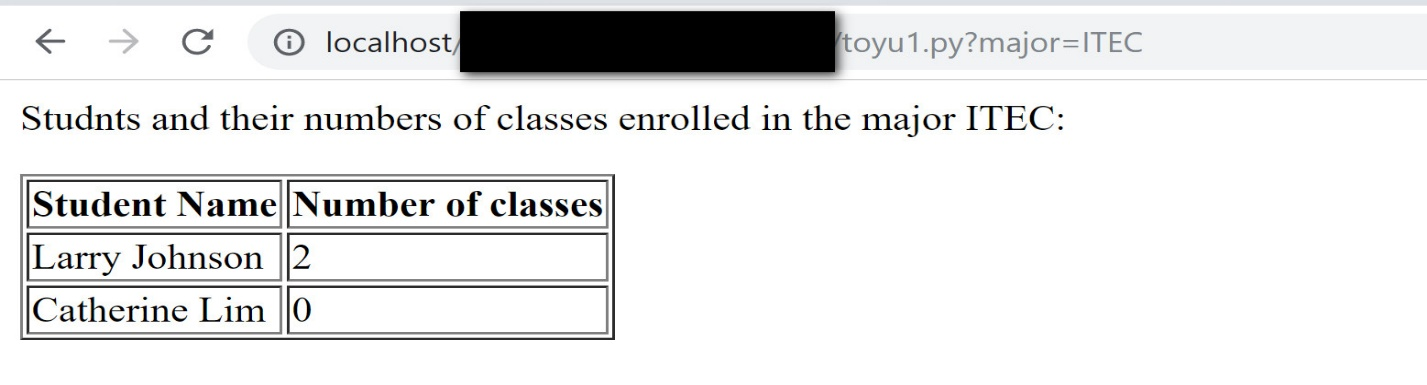 localhost/ /toyu1.py?major=ITEC
Studnts and their numbers of classes enrolled in the major ITEC:
Student Name Number of classes
Larry Johnson 2
Catherine Lim 0